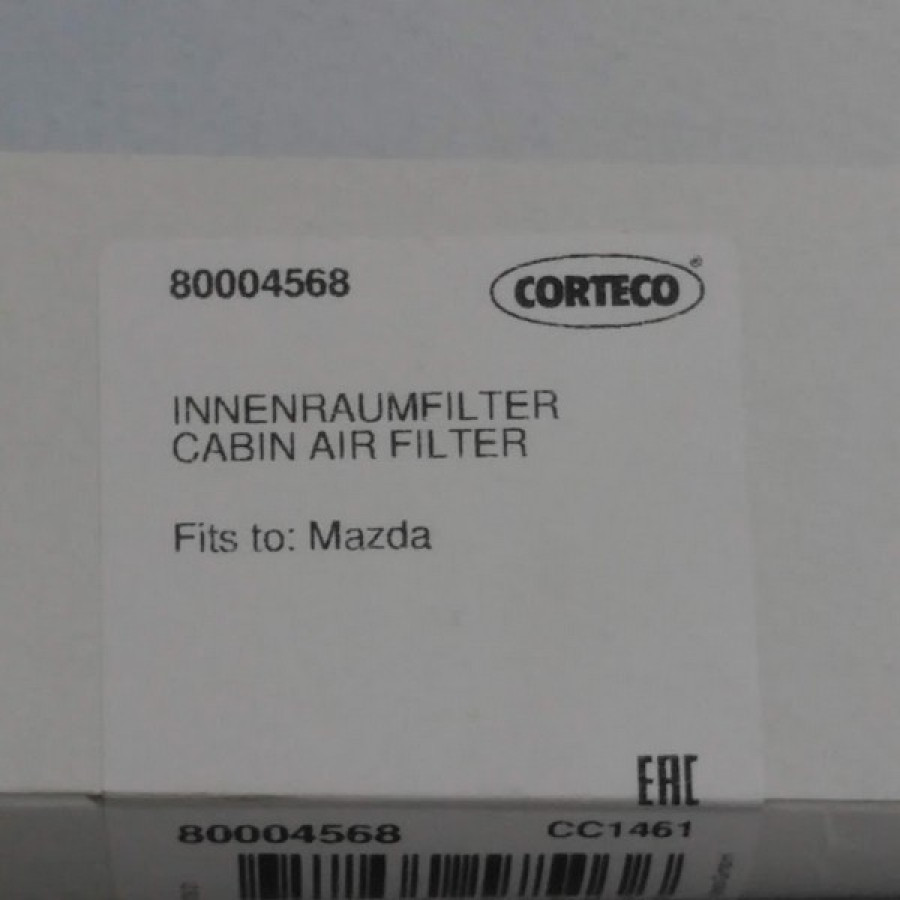 80004568
CORTECO®
INNENRAUMFILTER
CABIN AIR FILTER
Fits to: Mazda
EAC
80004568
CC1461